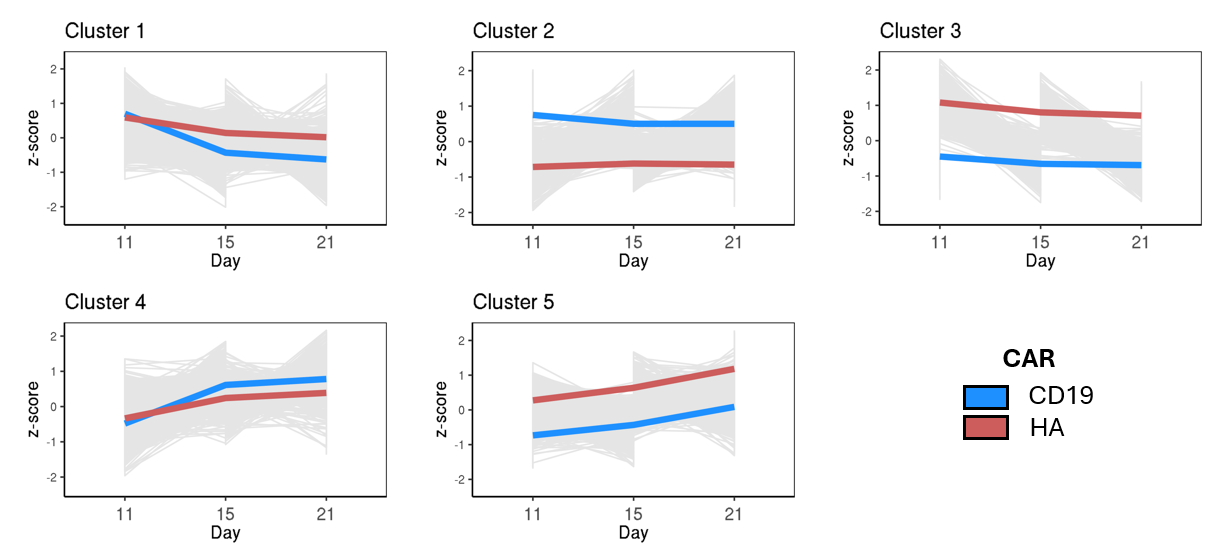 Cluster 1
2
1
0
-1
-2
z-score
11 15 21
Day
Cluster 2
2
1
0
-1
-2
z-score
11 15 21
Day
Cluster 3
2
1
0
-1
-2
z-score
11 15 21
Day
Cluster 4
2
1
0
-1
-2
z-score
11 15 21
Day
Cluster 5
2
1
0
-1
-2
z-score
11 15 21
Day
CAR
CD19
HA